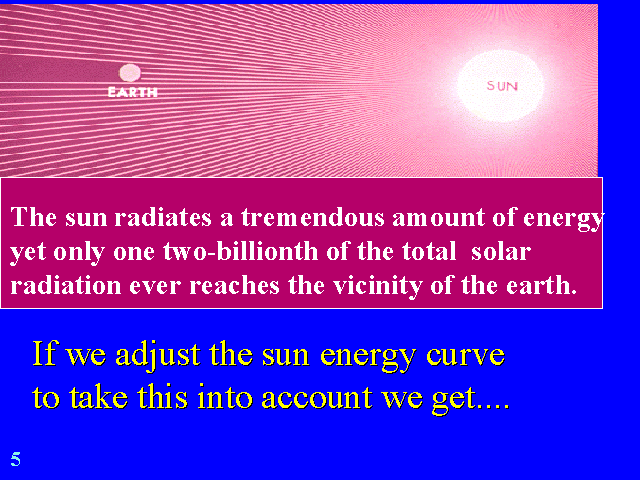 EARTH
SUN
The sun radiates a tremendous amount of energy
yet only one two-billionth of the total solar
radiation ever reaches the vicinity of the earth.
If we adjust the sun energy curve
to take this into account we get....
5